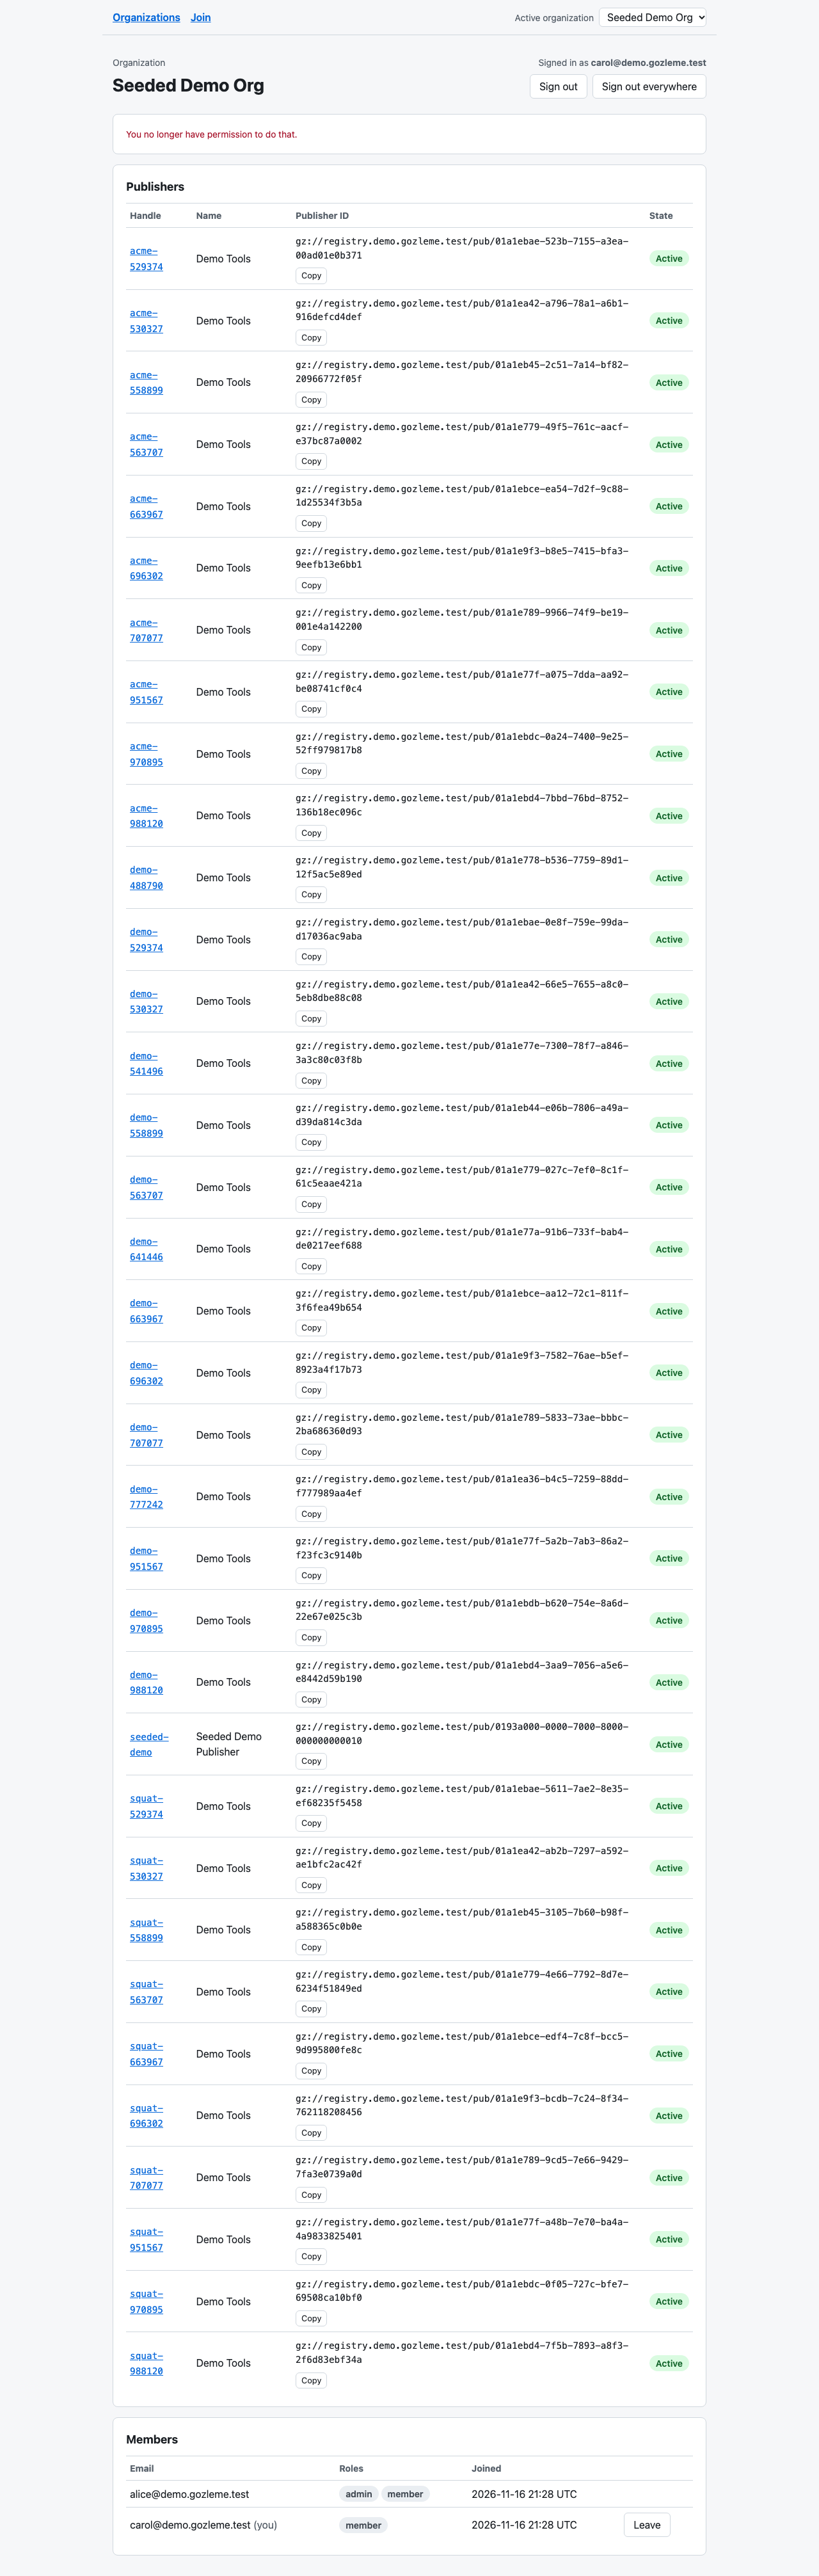 Organizations Join Active organization Seeded Demo Org
Organization Signed in as carol@demo.gozleme.test
Seeded Demo Org Sign out Sign out everywhere
You no longer have permission to do that.
Publishers
Handle Name Publisher ID State
acme-
529374 Demo Tools gz://registry.demo.gozleme.test/pub/01a1ebae-523b-7155-a3ea-
00ad01e0b371 Active
Copy
acme-
530327 Demo Tools gz://registry.demo.gozleme.test/pub/01a1ea42-a796-78a1-a6b1-
916defcd4def Active
Copy
acme-
558899 Demo Tools gz://registry.demo.gozleme.test/pub/01a1eb45-2c51-7a14-bf82-
20966772f05f Active
Copy
acme-
563707 Demo Tools gz://registry.demo.gozleme.test/pub/01a1e779-49f5-761c-aacf-
e37bc87a0002 Active
Copy
acme-
663967 Demo Tools gz://registry.demo.gozleme.test/pub/01a1ebce-ea54-7d2f-9c88-
1d25534f3b5a Active
Copy
acme-
696302 Demo Tools gz://registry.demo.gozleme.test/pub/01a1e9f3-b8e5-7415-bfa3-
9eefb13e6bb1 Active
Copy
acme-
707077 Demo Tools gz://registry.demo.gozleme.test/pub/01a1e789-9966-74f9-be19-
001e4a142200 Active
Copy
acme-
951567 Demo Tools gz://registry.demo.gozleme.test/pub/01a1e77f-a075-7dda-aa92-
be08741cf0c4 Active
Copy
acme-
970895 Demo Tools gz://registry.demo.gozleme.test/pub/01a1ebdc-0a24-7400-9e25-
52ff979817b8 Active
Copy
acme-
988120 Demo Tools gz://registry.demo.gozleme.test/pub/01a1ebd4-7bbd-76bd-8752-
136b18ec096c Active
Copy
demo-
488790 Demo Tools gz://registry.demo.gozleme.test/pub/01a1e778-b536-7759-89d1-
12f5ac5e89ed Active
Copy
demo-
529374 Demo Tools gz://registry.demo.gozleme.test/pub/01a1ebae-0e8f-759e-99da-
d17036ac9aba Active
Copy
demo-
530327 Demo Tools gz://registry.demo.gozleme.test/pub/01a1ea42-66e5-7655-a8c0-
5eb8dbe88c08 Active
Copy
demo-
541496 Demo Tools gz://registry.demo.gozleme.test/pub/01a1e77e-7300-78f7-a846-
3a3c80c03f8b Active
Copy
demo-
558899 Demo Tools gz://registry.demo.gozleme.test/pub/01a1eb44-e06b-7806-a49a-
d39da814c3da Active
Copy
demo-
563707 Demo Tools gz://registry.demo.gozleme.test/pub/01a1e779-027c-7ef0-8c1f-
61c5eaae421a Active
Copy
demo-
641446 Demo Tools gz://registry.demo.gozleme.test/pub/01a1e77a-91b6-733f-bab4-
de0217eef688 Active
Copy
demo-
663967 Demo Tools gz://registry.demo.gozleme.test/pub/01a1ebce-aa12-72c1-811f-
3f6fea49b654 Active
Copy
demo-
696302 Demo Tools gz://registry.demo.gozleme.test/pub/01a1e9f3-7582-76ae-b5ef-
8923a4f17b73 Active
Copy
demo-
707077 Demo Tools gz://registry.demo.gozleme.test/pub/01a1e789-5833-73ae-bbbc-
2ba686360d93 Active
Copy
demo-
777242 Demo Tools gz://registry.demo.gozleme.test/pub/01a1ea36-b4c5-7259-88dd-
f777989aa4ef Active
Copy
demo-
951567 Demo Tools gz://registry.demo.gozleme.test/pub/01a1e77f-5a2b-7ab3-86a2-
f23fc3c9140b Active
Copy
demo-
970895 Demo Tools gz://registry.demo.gozleme.test/pub/01a1ebdb-b620-754e-8a6d-
22e67e025c3b Active
Copy
demo-
988120 Demo Tools gz://registry.demo.gozleme.test/pub/01a1ebd4-3aa9-7056-a5e6-
e8442d59b190 Active
Copy
seeded-
demo Seeded Demo
Publisher gz://registry.demo.gozleme.test/pub/0193a000-0000-7000-8000-
000000000010 Active
Copy
squat-
529374 Demo Tools gz://registry.demo.gozleme.test/pub/01a1ebae-5611-7ae2-8e35-
ef68235f5458 Active
Copy
squat-
530327 Demo Tools gz://registry.demo.gozleme.test/pub/01a1ea42-ab2b-7297-a592-
ae1bfc2ac42f Active
Copy
squat-
558899 Demo Tools gz://registry.demo.gozleme.test/pub/01a1eb45-3105-7b60-b98f-
a588365c0b0e Active
Copy
squat-
563707 Demo Tools gz://registry.demo.gozleme.test/pub/01a1e779-4e66-7792-8d7e-
6234f51849ed Active
Copy
squat-
663967 Demo Tools gz://registry.demo.gozleme.test/pub/01a1ebce-edf4-7c8f-bcc5-
9d995800fe8c Active
Copy
squat-
696302 Demo Tools gz://registry.demo.gozleme.test/pub/01a1e9f3-bcdb-7c24-8f34-
762118208456 Active
Copy
squat-
707077 Demo Tools gz://registry.demo.gozleme.test/pub/01a1e789-9cd5-7e66-9429-
7fa3e0739a0d Active
Copy
squat-
951567 Demo Tools gz://registry.demo.gozleme.test/pub/01a1e77f-a48b-7e70-ba4a-
4a9833825401 Active
Copy
squat-
970895 Demo Tools gz://registry.demo.gozleme.test/pub/01a1ebdc-0f05-727c-bfe7-
69508ca10bf0 Active
Copy
squat-
988120 Demo Tools gz://registry.demo.gozleme.test/pub/01a1ebd4-7f5b-7893-a8f3-
2f6d83ebf34a Active
Copy
Members
Email Roles Joined
alice@demo.gozleme.test admin member 2026-11-16 21:28 UTC
carol@demo.gozleme.test (you) member 2026-11-16 21:28 UTC Leave